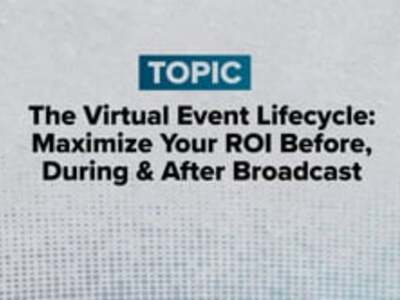 TOPIC
The Virtual Event Lifecycle:
Maximize Your ROI Before,
During & After Broadcast